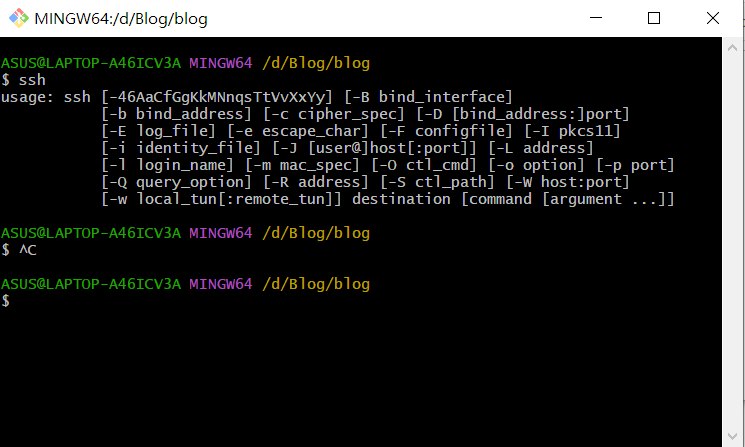 MINGW64:/d/Blog/blog
ASUS@LAPTOP-A46ICV3A MINGW64 /d/Blog/blog
$ ssh
usage: ssh [-46AaCfGgKkMNnqsTtVvXxYy] [-B bind_interface]
           [-b bind_address] [-c cipher_spec] [-D [bind_address:]port]
           [-E log_file] [-e escape_char] [-F configfile] [-I pkcs11]
           [-i identity_file] [-J [user@]host[:port]] [-L address]
           [-l login_name] [-m mac_spec] [-O ctl_cmd] [-o option] [-p port]
           [-Q query_option] [-R address] [-S ctl_path] [-W host:port]
           [-w local_tun[:remote_tun]] destination [command [argument ...]]
ASUS@LAPTOP-A46ICV3A MINGW64 /d/Blog/blog
$ ^C
ASUS@LAPTOP-A46ICV3A MINGW64 /d/Blog/blog
$